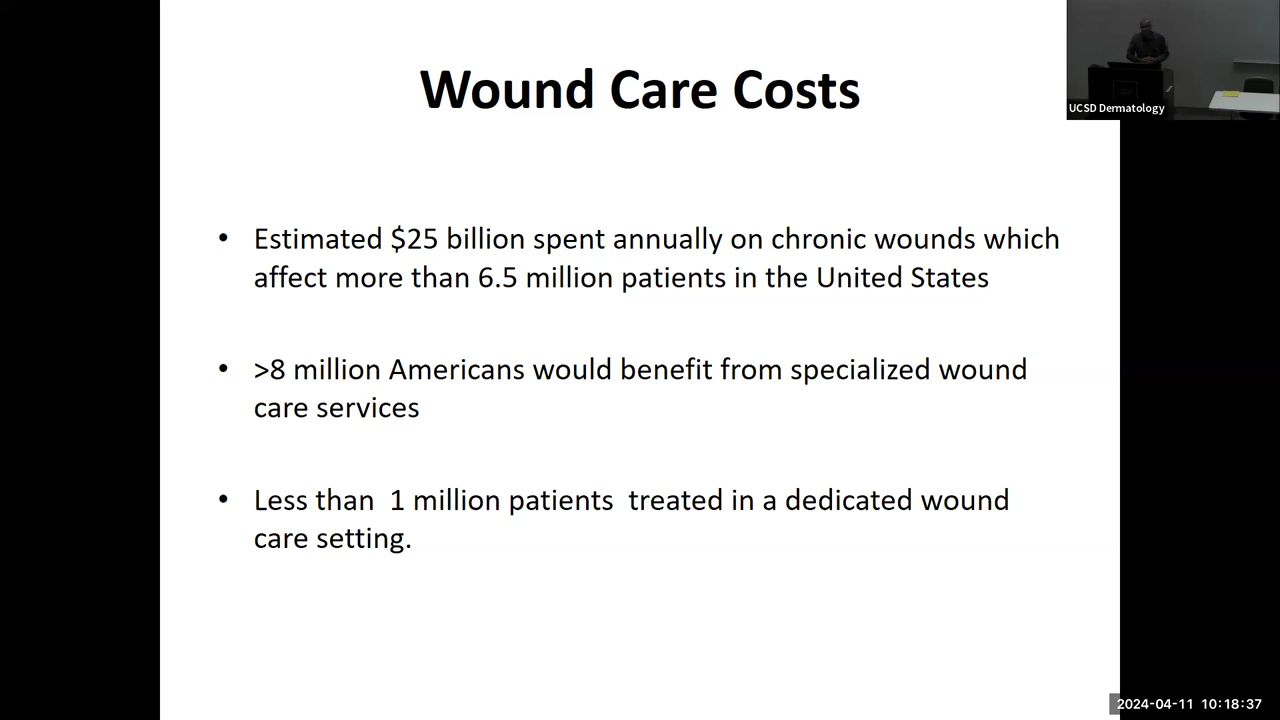 Wound Care Costs
UCSD Dermatology
• Estimated $25 billion spent annually on chronic wounds which
affect more than 6.5 million patients in the United States
• >8 million Americans would benefit from specialized wound
care services
• Less than  1 million patients  treated in a dedicated wound
care setting.
2024-04-11 10:18:37